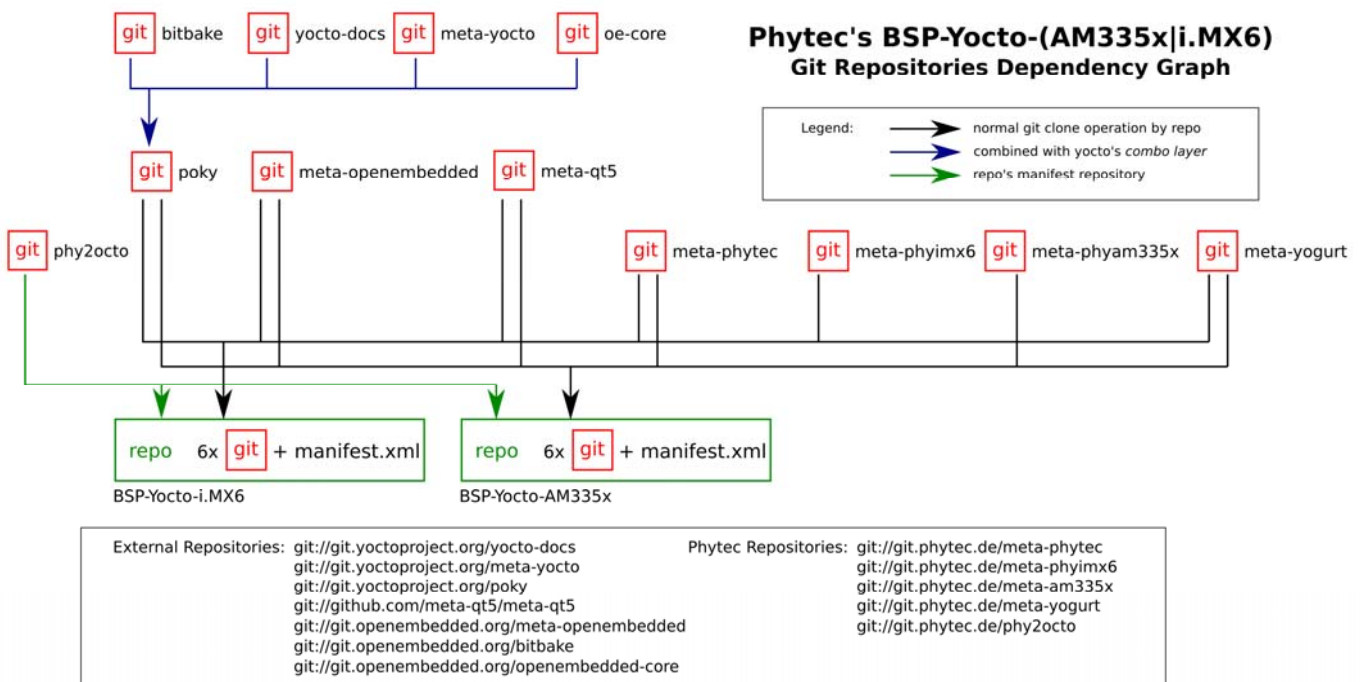 git bitbake git yocto-docs git meta-yocto git oe-core
Phytec's BSP-Yocto-(AM335x|i.MX6)
Git Repositories Dependency Graph
Legend: normal git clone operation by repo
combined with yocto's combo layer
repo's manifest repository
git poky git meta-openembedded git meta-qt5
git phy2octo git meta-phytec git meta-phyimx6 git meta-phyam335x git meta-yogurt
repo 6x git + manifest.xml
BSP-Yocto-i.MX6
repo 6x git + manifest.xml
BSP-Yocto-AM335x
External Repositories: git://git.yoctoproject.org/yocto-docs
git://git.yoctoproject.org/meta-yocto
git://git.yoctoproject.org/poky
git://github.com/meta-qt5/meta-qt5
git://git.openembedded.org/meta-openembedded
git://git.openembedded.org/bitbake
git://git.openembedded.org/openembedded-core
Phytec Repositories: git://git.phytec.de/meta-phytec
git://git.phytec.de/meta-phyimx6
git://git.phytec.de/meta-am335x
git://git.phytec.de/meta-yogurt
git://git.phytec.de/phy2octo